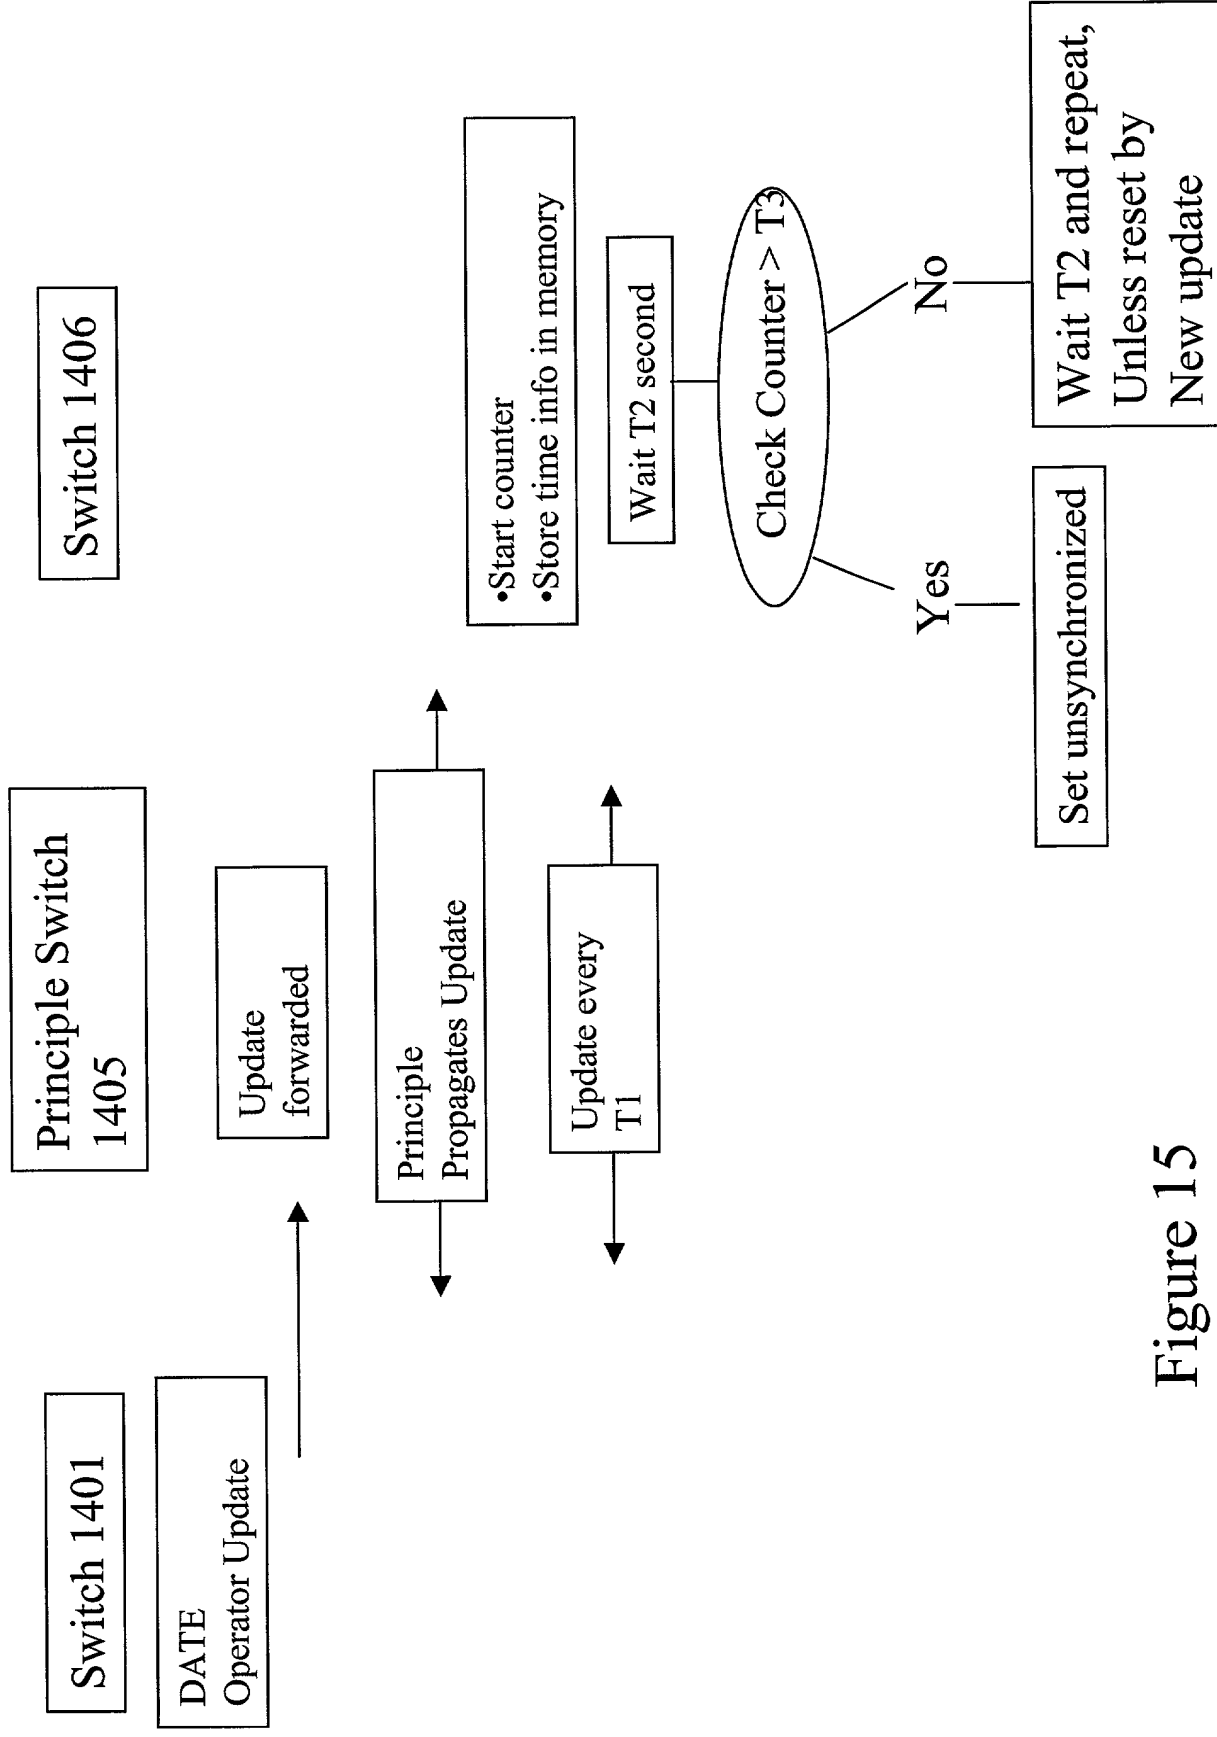 Switch 1401
Principle Switch
1405
Switch 1406
DATE
Operator Update
Update
forwarded
Principle
Propagates Update
Update every
T1
•Start counter
•Store time info in memory
Wait T2 second
Check Counter > T3
Yes
No
Set unsynchronized
Wait T2 and repeat,
Unless reset by
New update
Figure 15